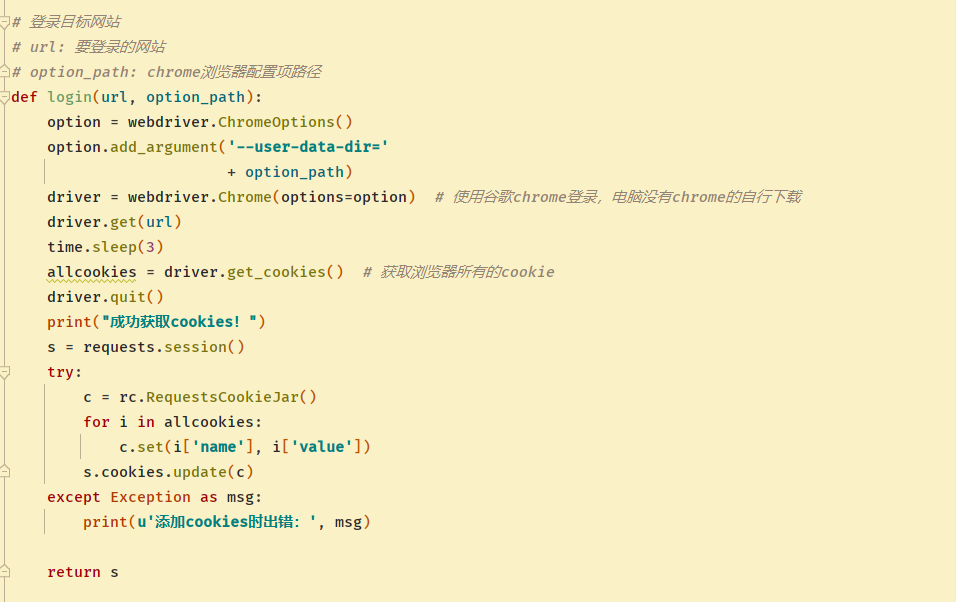 # 登录目标网站
# url: 要登录的网站
# option_path: chrome浏览器配置项路径
def login(url, option_path):
    option = webdriver.ChromeOptions()
    option.add_argument('--user-data-dir='
                        + option_path)
    driver = webdriver.Chrome(options=option)  # 使用谷歌chrome登录，电脑没有chrome的自行下载
    driver.get(url)
    time.sleep(3)
    allcookies = driver.get_cookies()  # 获取浏览器所有的cookie
    driver.quit()
    print("成功获取cookies！")
    s = requests.session()
    try:
        c = rc.RequestsCookieJar()
        for i in allcookies:
            c.set(i['name'], i['value'])
        s.cookies.update(c)
    except Exception as msg:
        print(u'添加cookies时出错：', msg)
    return s